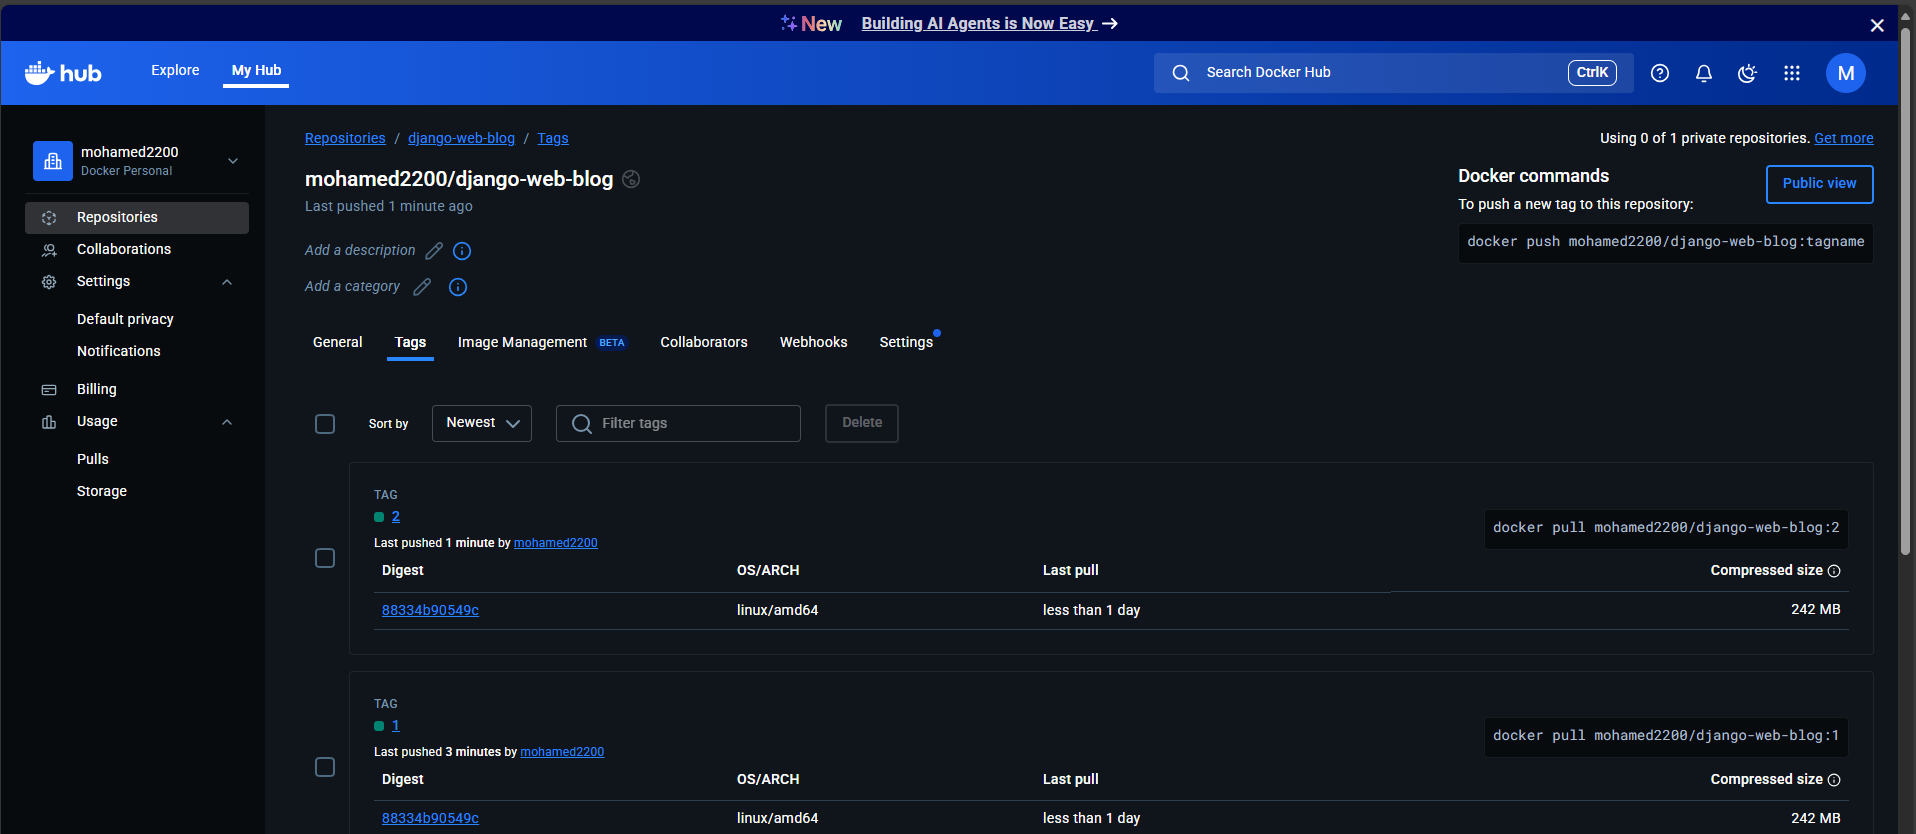 New Building AI Agents is Now Easy →
hub
Explore
My Hub
Search Docker Hub
CtrlK
M
mohamed2200
Docker Personal
Repositories
Collaborations
Settings
Default privacy
Notifications
Billing
Usage
Pulls
Storage
Repositories / django-web-blog / Tags
Using 0 of 1 private repositories. Get more
mohamed2200/django-web-blog
Last pushed 1 minute ago
Add a description
Add a category
Docker commands
Public view
To push a new tag to this repository:
docker push mohamed2200/django-web-blog:tagname
General
Tags
Image Management BETA
Collaborators
Webhooks
Settings
Sort by
Newest
Filter tags
Delete
TAG
2
Last pushed 1 minute by mohamed2200
docker pull mohamed2200/django-web-blog:2
Digest OS/ARCH Last pull Compressed size
88334b90549c linux/amd64 less than 1 day 242 MB
TAG
1
Last pushed 3 minutes by mohamed2200
docker pull mohamed2200/django-web-blog:1
Digest OS/ARCH Last pull Compressed size
88334b90549c linux/amd64 less than 1 day 242 MB